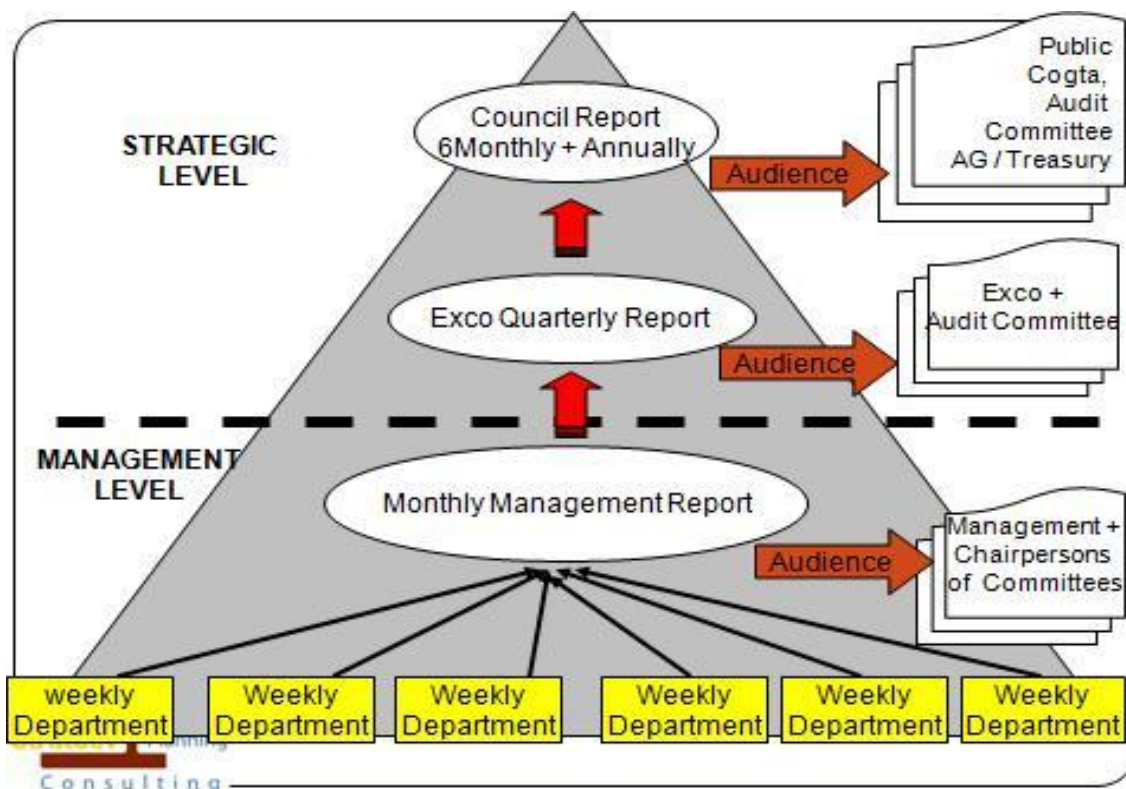 Public
Cogta,
Audit
Committee
AG / Treasury
Council Report
6Monthly + Annually
STRATEGIC
LEVEL
Audience
Exco Quarterly Report
Exco +
Audit Committee
Audience
MANAGEMENT
LEVEL
Monthly Management Report
Management +
Chairpersons
of Committees
Audience
weekly
Department
Weekly
Department
Weekly
Department
Weekly
Department
Weekly
Department
Weekly
Department
Consulting